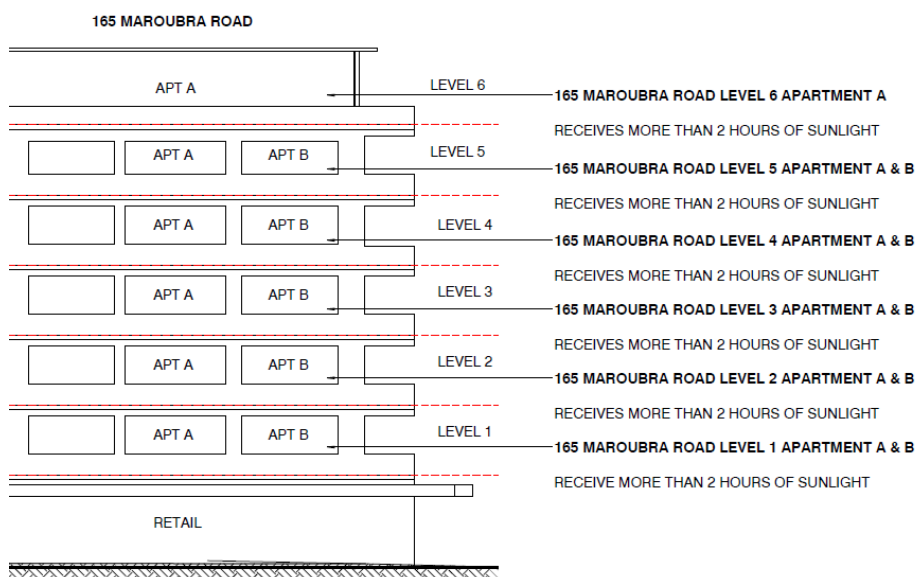 165 MAROUBRA ROAD
APT A
LEVEL 6
165 MAROUBRA ROAD LEVEL 6 APARTMENT A
RECEIVES MORE THAN 2 HOURS OF SUNLIGHT
APT A
APT B
LEVEL 5
165 MAROUBRA ROAD LEVEL 5 APARTMENT A & B
RECEIVES MORE THAN 2 HOURS OF SUNLIGHT
APT A
APT B
LEVEL 4
165 MAROUBRA ROAD LEVEL 4 APARTMENT A & B
RECEIVES MORE THAN 2 HOURS OF SUNLIGHT
APT A
APT B
LEVEL 3
165 MAROUBRA ROAD LEVEL 3 APARTMENT A & B
RECEIVES MORE THAN 2 HOURS OF SUNLIGHT
APT A
APT B
LEVEL 2
165 MAROUBRA ROAD LEVEL 2 APARTMENT A & B
RECEIVES MORE THAN 2 HOURS OF SUNLIGHT
APT A
APT B
LEVEL 1
165 MAROUBRA ROAD LEVEL 1 APARTMENT A & B
RECEIVE MORE THAN 2 HOURS OF SUNLIGHT
RETAIL